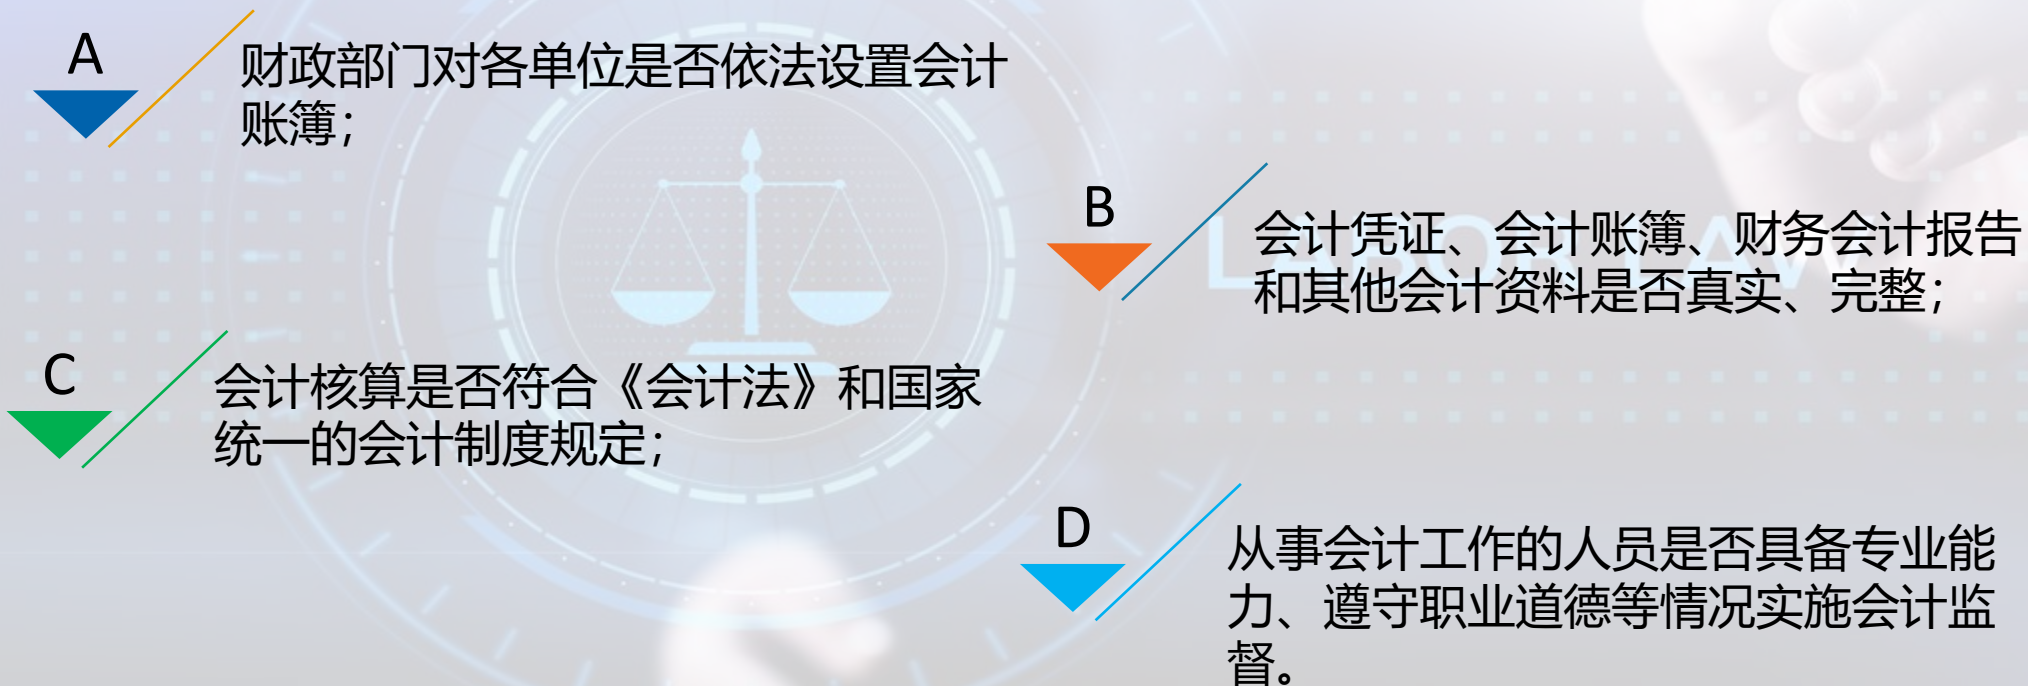 A
财政部门对各单位是否依法设置会计
账簿；
B
会计凭证、会计账簿、财务会计报告
和其他会计资料是否真实、完整；
LABOR LAW
C
会计核算是否符合《会计法》和国家
统一的会计制度规定；
D
从事会计工作的人员是否具备专业能
力、遵守职业道德等情况实施会计监
督。